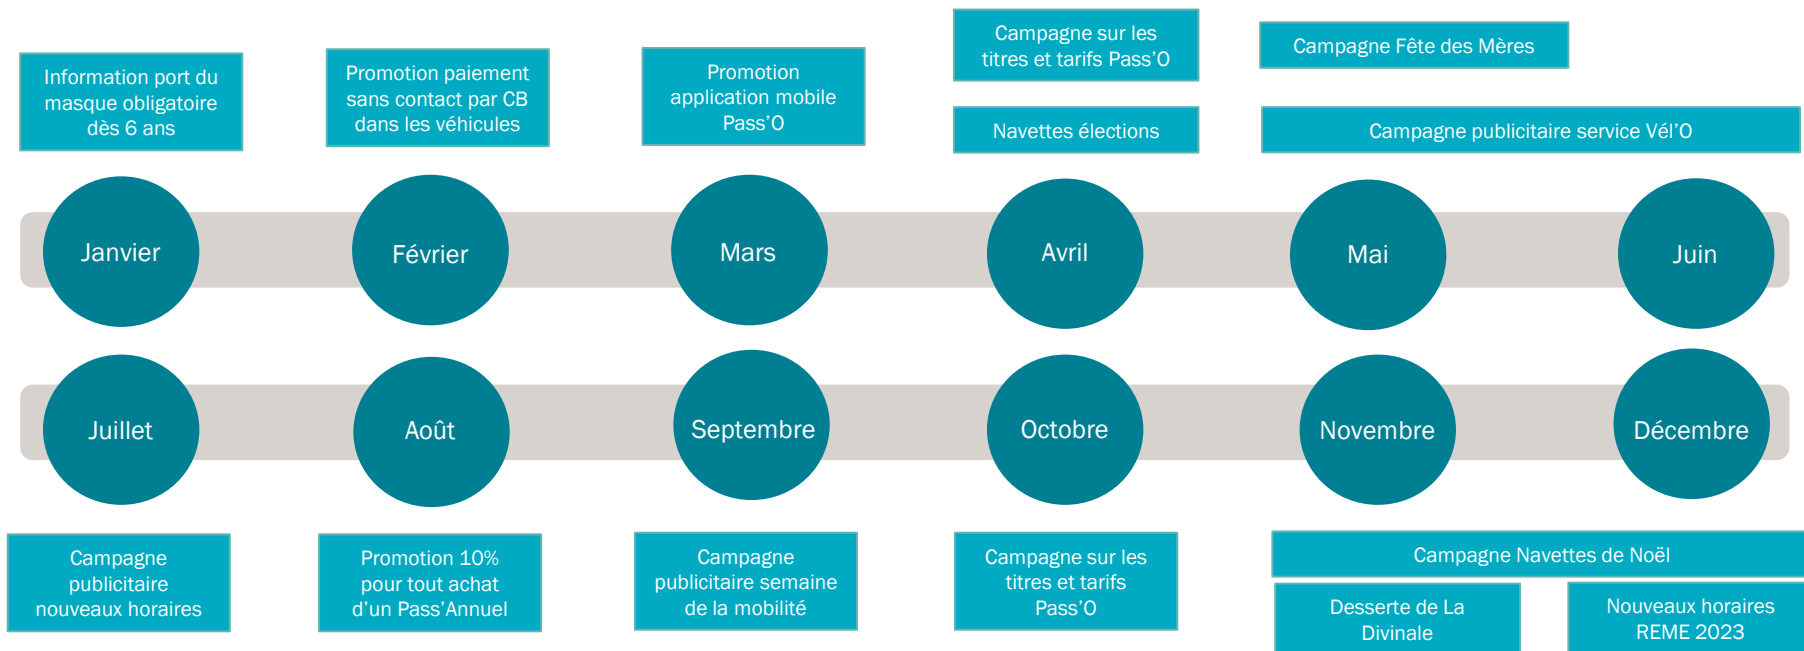 Information port du
masque obligatoire
dès 6 ans
Promotion paiement
sans contact par CB
dans les véhicules
Promotion
application mobile
Pass'O
Campagne sur les
titres et tarifs Pass'O
Navettes élections
Campagne Fête des Mères
Campagne publicitaire service Vél'O
Janvier
Février
Mars
Avril
Mai
Juin
Juillet
Août
Septembre
Octobre
Novembre
Décembre
Campagne
publicitaire
nouveaux horaires
Promotion 10%
pour tout achat
d'un Pass'Annuel
Campagne
publicitaire semaine
de la mobilité
Campagne sur les
titres et tarifs
Pass'O
Campagne Navettes de Noël
Desserte de La
Divinale
Nouveaux horaires
REME 2023